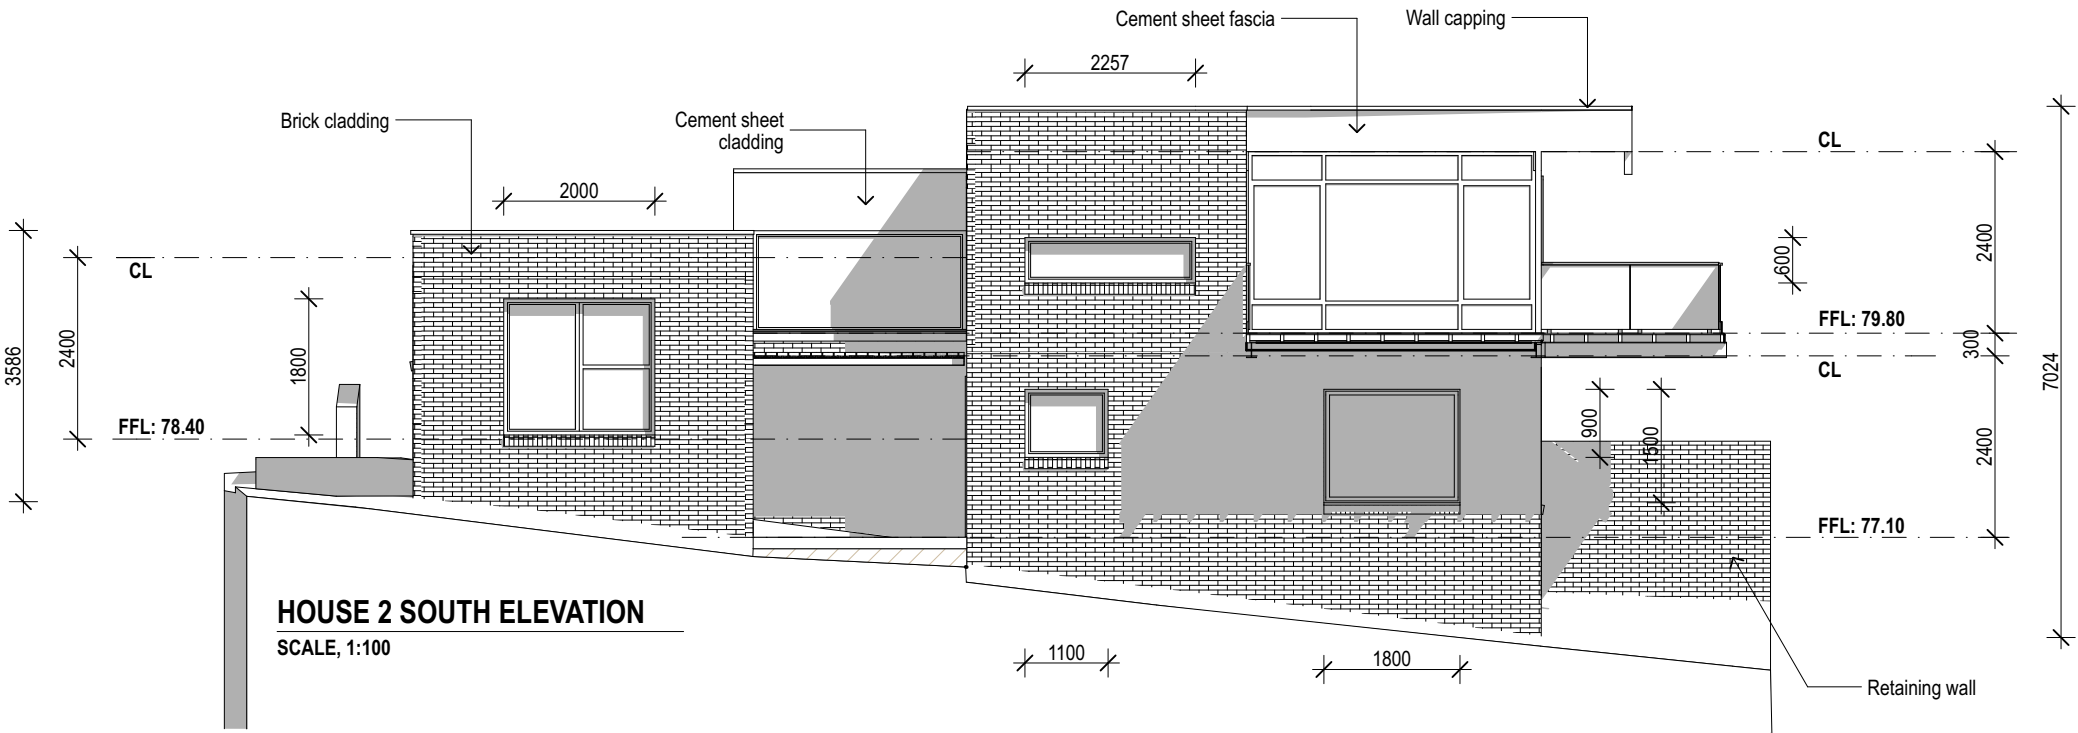 Cement sheet fascia
Wall capping
2257
Brick cladding
Cement sheet
cladding
CL
2000
2400
600
CL
3586
2400
1800
FFL: 79.80
300
7024
CL
FFL: 78.40
900
1500
2400
FFL: 77.10
HOUSE 2 SOUTH ELEVATION
SCALE, 1:100
1100
1800
Retaining wall